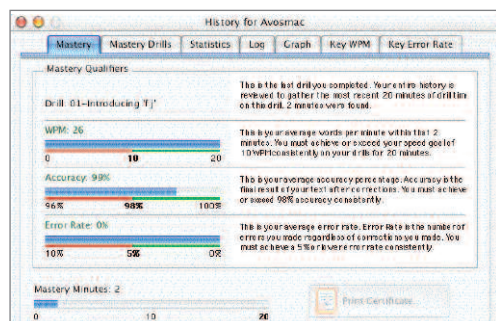 History for Avosmac
Mastery Mastery Drills Statistics Log Graph Key WPM Key Error Rate
Mastery Qualifiers
Drill: 01-Introducing 'fj'
This is the last drill you completed. Your entire history is
reviewed to gather the most recent 20 minutes of drill tim
on this drill. 2 minutes were found.
WPM: 26
0 10 20
This is your average words per minute within that 2
minutes. You must achieve or exceed your speed goal of
10 WPM consistently on your drills for 20 minutes.
Accuracy: 99%
96% 98% 100%
This is your average accuracy percentage. Accuracy is the
final result of your text after corrections. You must achieve
or exceed 98% accuracy consistently.
Error Rate: 0%
10% 5% 0%
This is your average error rate. Error Rate is the number of
errors you made regardless of corrections you made. You
must achieve a 5% or lower error rate consistently.
Mastery Minutes: 2
0 10 20
Print Certificate...